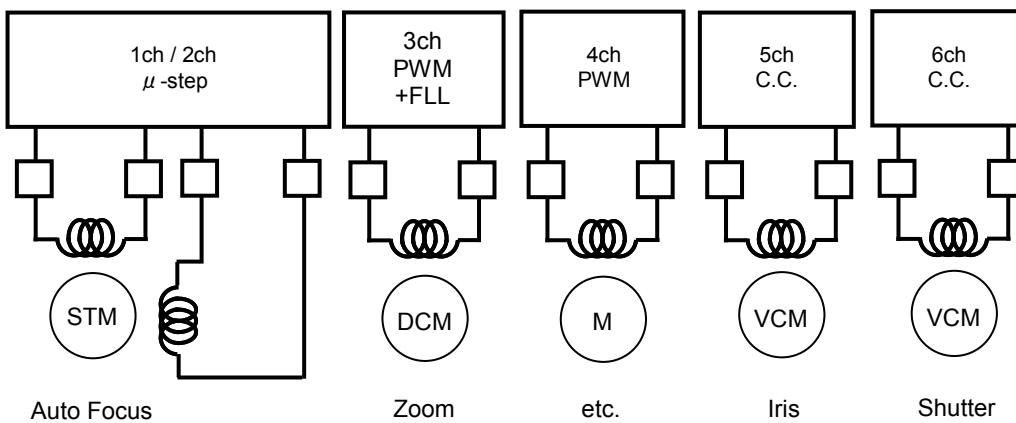 1ch / 2ch
μ -step
3ch
PWM
+FLL
4ch
PWM
5ch
C.C.
6ch
C.C.
STM
DCM
M
VCM
VCM
Auto Focus
Zoom
etc.
Iris
Shutter